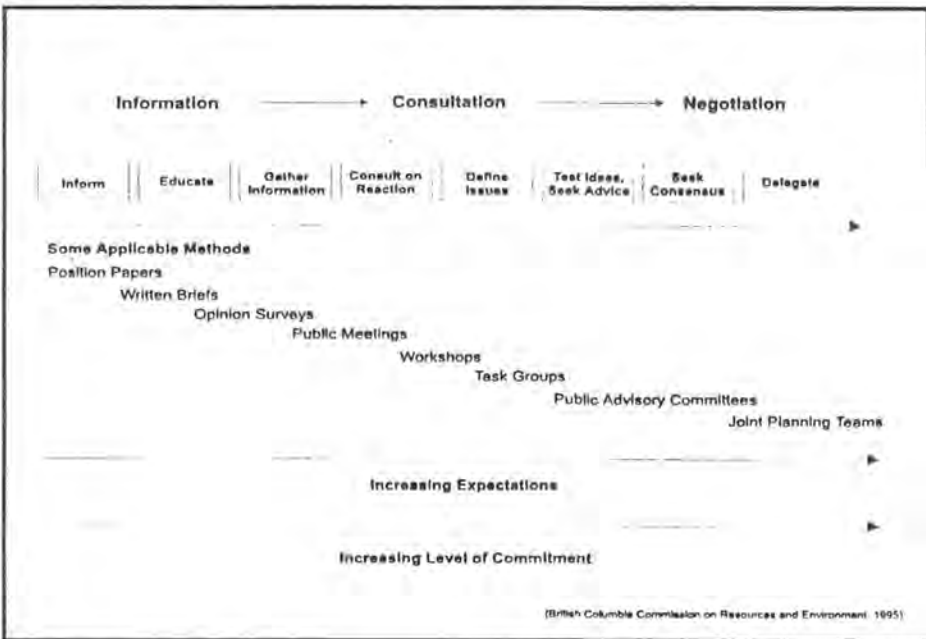 Information Consultation Negotiation
Inform Educate Gather Information Consult on Reaction Define Issues Test Ideas, Seek Advice Seek Consensus Delegate
Some Applicable Methods
Position Papers
Written Briefs
Opinion Surveys
Public Meetings
Workshops
Task Groups
Public Advisory Committees
Joint Planning Teams
Increasing Expectations
Increasing Level of Commitment
(British Columbia Commission on Resources and Environment, 1995)